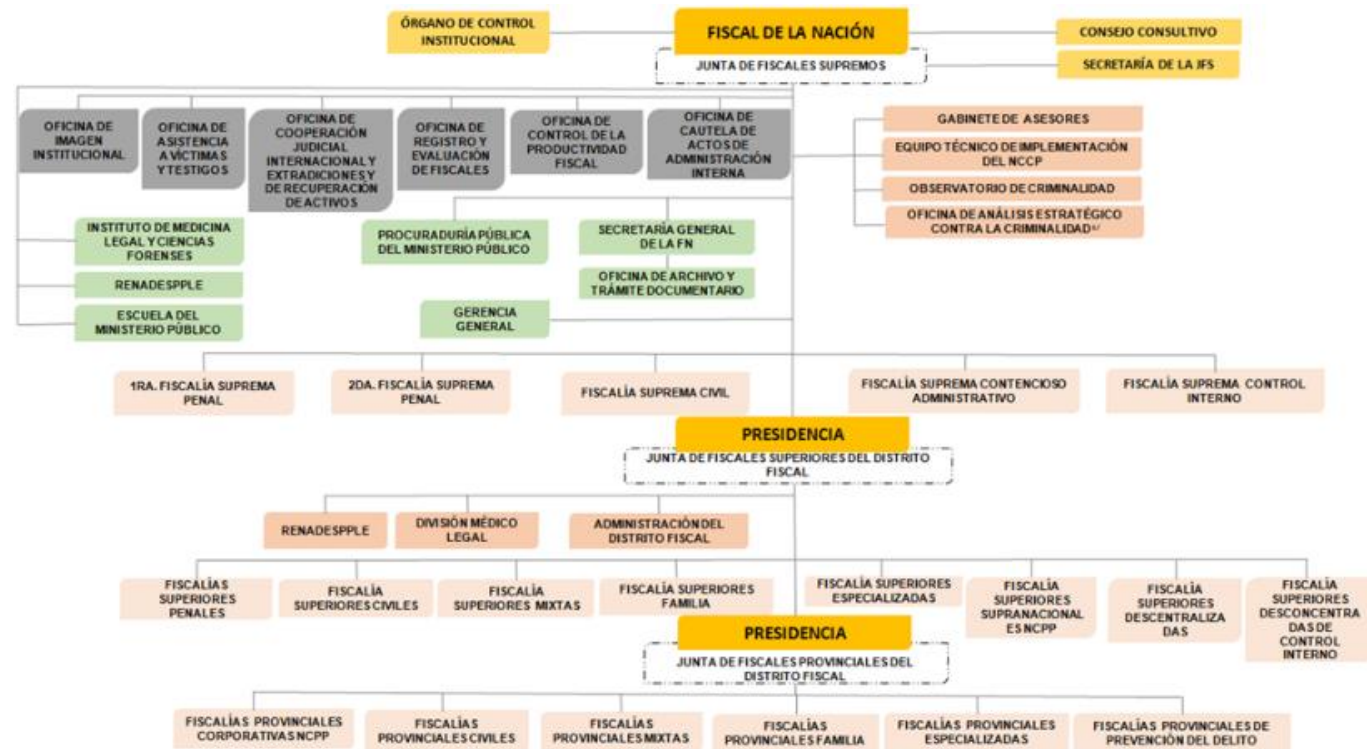 ÓRGANO DE CONTROL
INSTITUCIONAL
FISCAL DE LA NACIÓN
CONSEJO CONSULTIVO
JUNTA DE FISCALES SUPREMOS
SECRETARÍA DE LA JFS
OFICINA DE
IMAGEN
INSTITUCIONAL
OFICINA DE
ASISTENCIA
A VÍCTIMAS
Y TESTIGOS
OFICINA DE
COOPERACIÓN
JUDICIAL
INTERNACIONAL Y
EXTRADICIONES Y
DE RECUPERACIÓN
DE ACTIVOS
OFICINA DE
REGISTRO Y
EVALUACIÓN
DE FISCALES
OFICINA DE
CONTROL DE LA
PRODUCTIVIDAD
FISCAL
OFICINA DE
CAUTELA DE
ACTOS DE
ADMINISTRACIÓN
INTERNA
GABINETE DE ASESORES
EQUIPO TÉCNICO DE IMPLEMENTACIÓN
DEL NCCP
OBSERVATORIO DE CRIMINALIDAD
OFICINA DE ANÁLISIS ESTRATÉGICO
CONTRA LA CRIMINALIDAD
INSTITUTO DE MEDICINA
LEGAL Y CIENCIAS
FORENSES
RENADESPPLE
ESCUELA DEL
MINISTERIO PÚBLICO
PROCURADURÍA PÚBLICA
DEL MINISTERIO PÚBLICO
SECRETARÍA GENERAL
DE LA FN
OFICINA DE ARCHIVO Y
TRÁMITE DOCUMENTARIO
GERENCIA
GENERAL
1RA. FISCALÍA SUPREMA
PENAL
2DA. FISCALÍA SUPREMA
PENAL
FISCALÍA SUPREMA CIVIL
FISCALÍA SUPREMA CONTENCIOSO
ADMINISTRATIVO
FISCALÍA SUPREMA CONTROL
INTERNO
PRESIDENCIA
JUNTA DE FISCALES SUPERIORES DEL DISTRITO
FISCAL
RENADESPPLE
DIVISIÓN MÉDICO
LEGAL
ADMINISTRACIÓN DEL
DISTRITO FISCAL
FISCALÍAS
SUPERIORES
PENALES
FISCALÍA
SUPERIORES CIVILES
FISCALÍA
SUPERIORES MIXTAS
FISCALÍA SUPERIORES
FAMILIA
FISCALÍA SUPERIORES
ESPECIALIZADAS
FISCALÍA
SUPERIORES
SUPRANACIONAL
ES NCPP
FISCALÍA
SUPERIORES
DESCENTRALIZA
DAS
FISCALÍA
SUPERIORES
DESCONCENTRA
DAS DE
CONTROL
INTERNO
PRESIDENCIA
JUNTA DE FISCALES PROVINCIALES DEL
DISTRITO FISCAL
FISCALÍAS PROVINCIALES
CORPORATIVAS NCPP
FISCALÍAS
PROVINCIALES CIVILES
FISCALÍAS
PROVINCIALES MIXTAS
FISCALÍAS
PROVINCIALES FAMILIA
FISCALÍAS PROVINCIALES
ESPECIALIZADAS
FISCALÍAS PROVINCIALES DE
PREVENCIÓN DEL DELITO